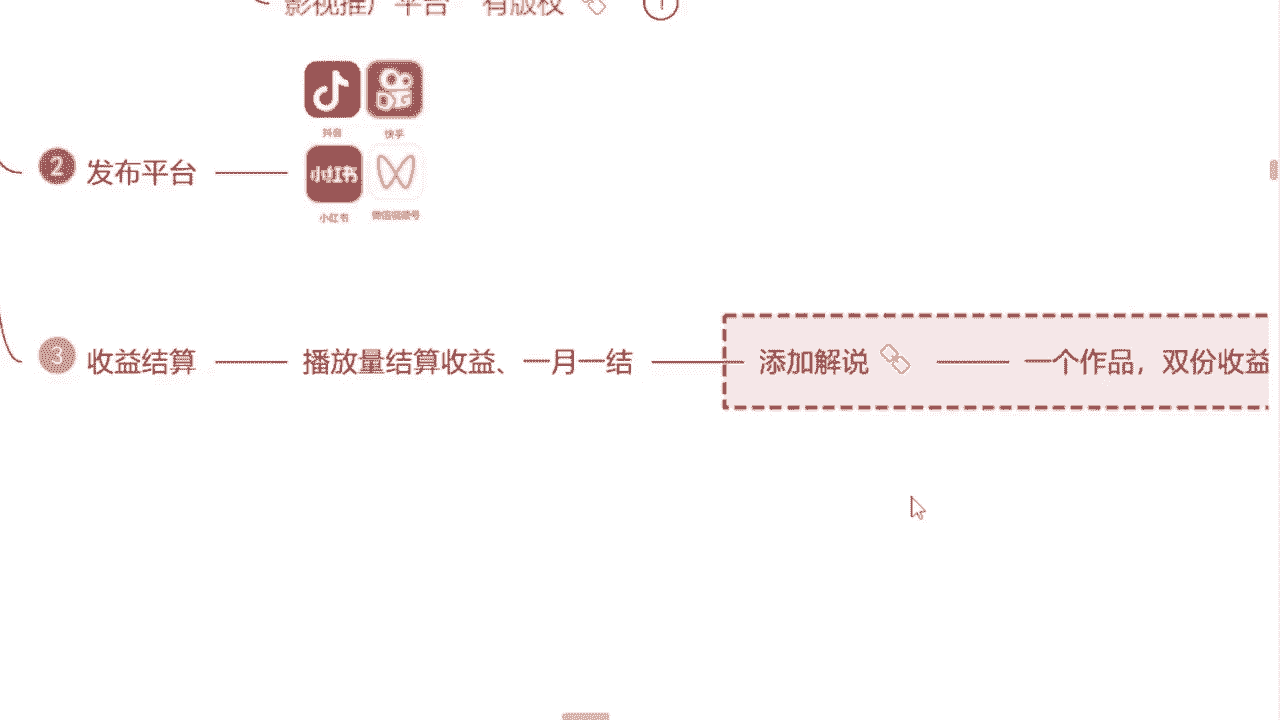 影视推广平台 有版权
1
抖音 快手
2 发布平台
小红书
小红书 微信视频号
3 收益结算 播放量结算收益、一月一结 添加解说 一个作品，双份收益